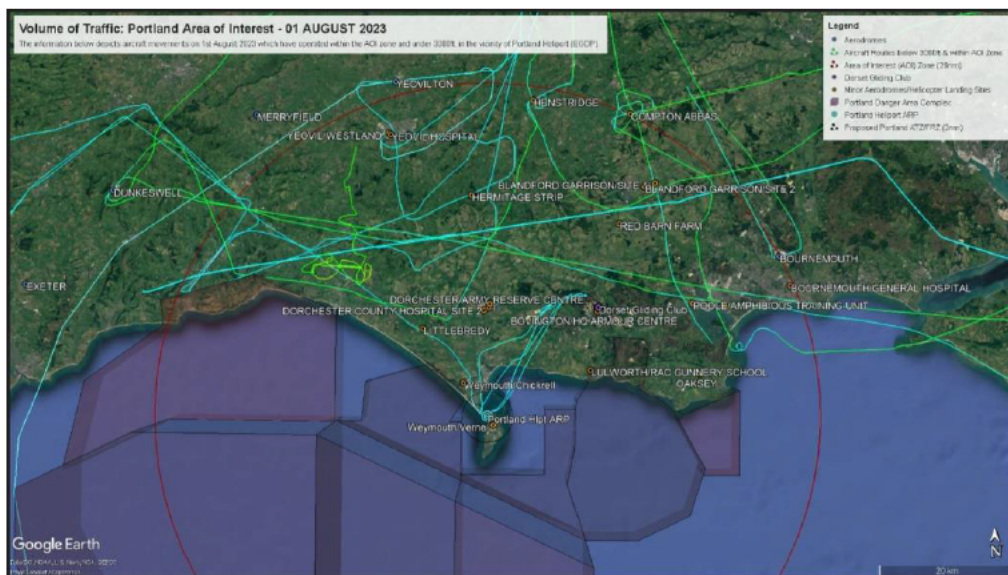 Volume of Traffic: Portland Area of Interest - 01 AUGUST 2023
The information below depicts aircraft movements on 1st August 2023 which have operated within the AOI zone and under 3000ft, in the vicinity of Portland Heliport (EGDP)
Legend
Aerodromes
Aircraft Routes below 3000ft & within AOI Zone
Area of Interest (AOI) Zone
Dorset Gliding Club
Minor Aerodromes/Helicopter Landing Sites
Portland Danger Area Complex
Portland Heliport ARP
Proposed Portland ATZ/FRZ (2nm)
YEOVILTON
HENSTRIDGE
MERRYFIELD
COMPTON ABBAS
YEOVIL WESTLAND
YEOVIL HOSPITAL
DUNKESWELL
BLANDFORD GARRISON SITE
BLANDFORD GARRISON SITE 2
HERMITAGE STRIP
RED BARN FARM
BOURNEMOUTH
EXETER
BOURNEMOUTH GENERAL HOSPITAL
DORCHESTER ARMY RESERVE CENTRE
DORCHESTER COUNTY HOSPITAL SITE 2
Dorset Gliding Club
POOLE AMPHIBIOUS TRAINING UNIT
BOVINGTON HQ ARMOUR CENTRE
LITTLEBREDY
LULWORTH/RAC GUNNERY SCHOOL
OAKSEY
Weymouth Chickrell
Portland Hlpt ARP
Weymouth Verne
Google Earth
N
20 km